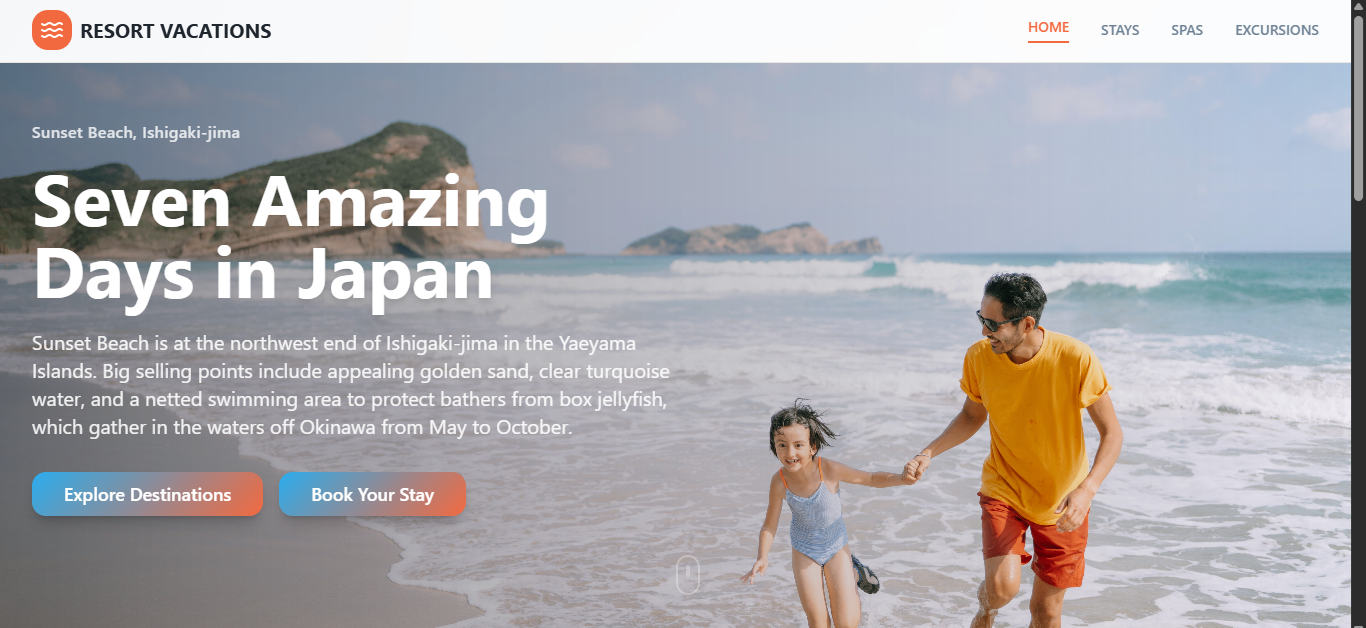 RESORT VACATIONS
HOME
STAYS
SPAS
EXCURSIONS
Sunset Beach, Ishigaki-jima
Seven Amazing
Days in Japan
Sunset Beach is at the northwest end of Ishigaki-jima in the Yaeyama
Islands. Big selling points include appealing golden sand, clear turquoise
water, and a netted swimming area to protect bathers from box jellyfish,
which gather in the waters off Okinawa from May to October.
Explore Destinations
Book Your Stay